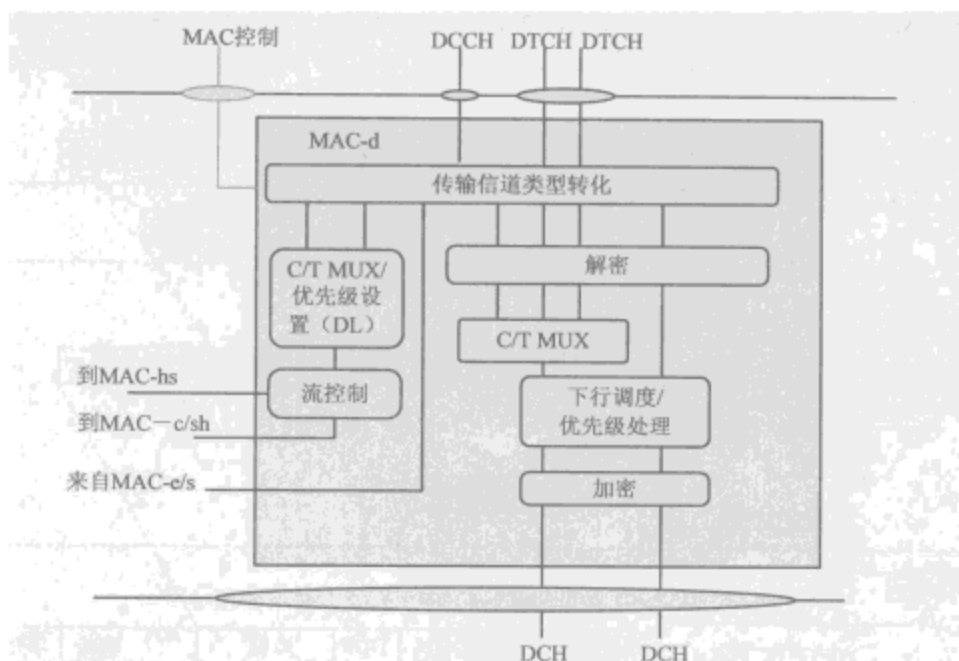 MAC控制
DCCH DTCH DTCH
MAC-d
传输信道类型转化
C/T MUX/
优先级设
置（DL）
解密
C/T MUX
到MAC-hs
流控制
下行调度/
优先级处理
到MAC－c/sh
来自MAC-e/s
加密
DCH DCH